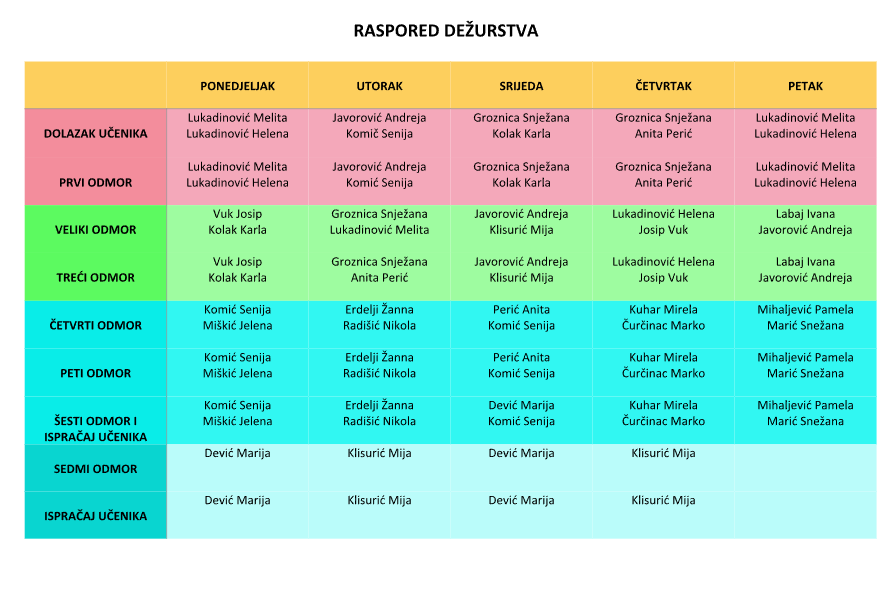 RASPORED DEŽURSTVA
PONEDJELJAK UTORAK SRIJEDA ČETVRTAK PETAK
Lukadinović Melita Javorović Andreja Groznica Snježana Groznica Snježana Lukadinović Melita
DOLAZAK UČENIKA Lukadinović Helena Komič Senija Kolak Karla Anita Perić Lukadinović Helena
Lukadinović Melita Javorović Andreja Groznica Snježana Groznica Snježana Lukadinović Melita
PRVI ODMOR Lukadinović Helena Komić Senija Kolak Karla Anita Perić Lukadinović Helena
Vuk Josip Groznica Snježana Javorović Andreja Lukadinović Helena Labaj Ivana
VELIKI ODMOR Kolak Karla Lukadinović Melita Klisurić Mija Josip Vuk Javorović Andreja
Vuk Josip Groznica Snježana Javorović Andreja Lukadinović Helena Labaj Ivana
TREĆI ODMOR Kolak Karla Anita Perić Klisurić Mija Josip Vuk Javorović Andreja
Komić Senija Erdelji Žanna Perić Anita Kuhar Mirela Mihaljević Pamela
ČETVRTI ODMOR Miškić Jelena Radišić Nikola Komić Senija Čurčinac Marko Marić Snežana
Komić Senija Erdelji Žanna Perić Anita Kuhar Mirela Mihaljević Pamela
PETI ODMOR Miškić Jelena Radišić Nikola Komić Senija Čurčinac Marko Marić Snežana
Komić Senija Erdelji Žanna Dević Marija Kuhar Mirela Mihaljević Pamela
ŠESTI ODMOR I Miškić Jelena Radišić Nikola Komić Senija Čurčinac Marko Marić Snežana
ISPRAČAJ UČENIKA
Dević Marija Klisurić Mija Dević Marija Klisurić Mija
SEDMI ODMOR
Dević Marija Klisurić Mija Dević Marija Klisurić Mija
ISPRAČAJ UČENIKA